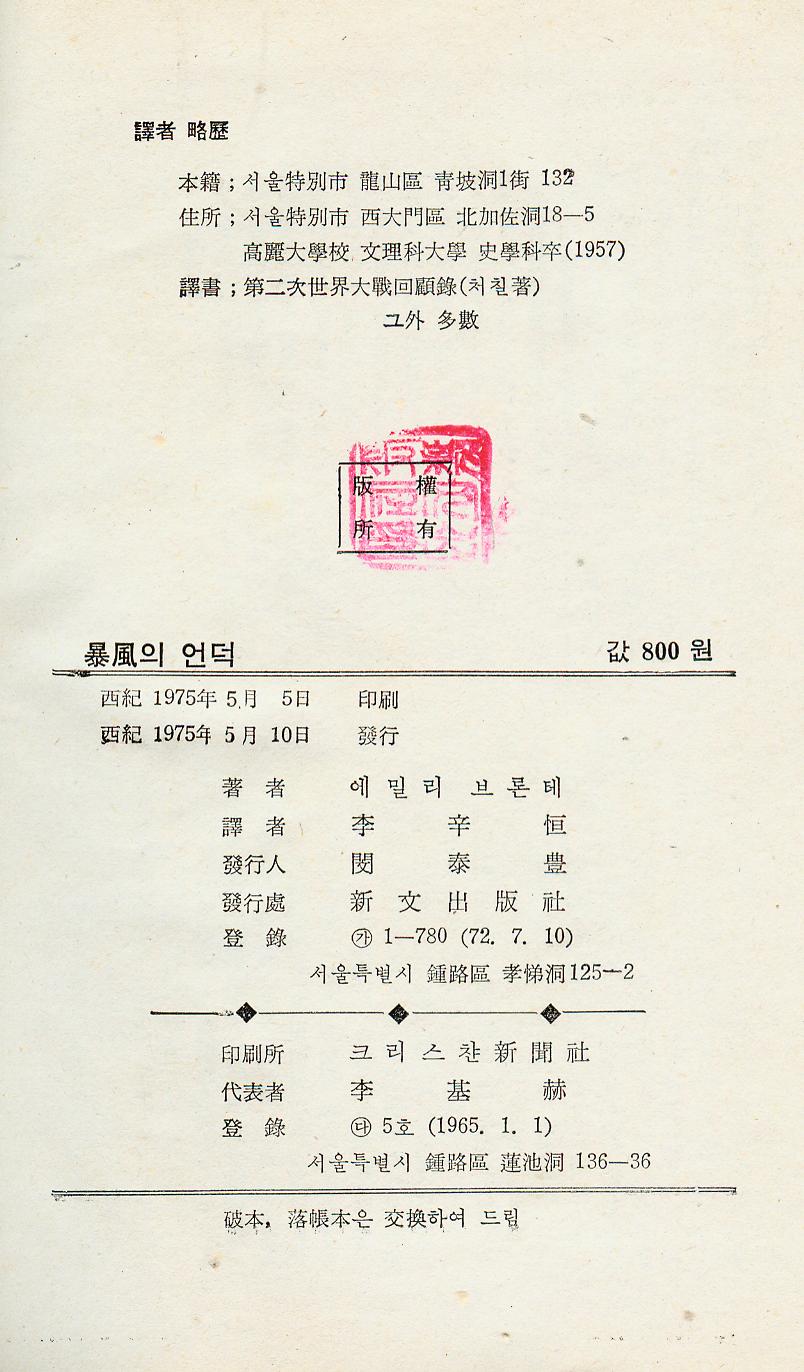 譯者 略歷
本籍 ; 서울特別市 龍山區 靑坡洞1街 132
住所 ; 서울特別市 西大門區 北加佐洞18—5
高麗大學校 文理科大學 史學科卒(1957)
譯書 ; 第二次世界大戰回顧錄(처칠著)
그外 多數
版權
所有
暴風의 언덕 값 800 원
西紀 1975年 5月 5日 印刷
西紀 1975年 5月 10日 發行
著者 에밀리 브론테
譯者 李辛恒
發行人 閔泰豊
發行處 新文出版社
登錄 ㉮ 1—780 (72. 7. 10)
서울특별시 鍾路區 孝悌洞125—2
印刷所 크리스챤新聞社
代表者 李基赫
登錄 ㉰ 5호 (1965. 1. 1)
서울특별시 鍾路區 蓮池洞 136—36
破本, 落帳本은 交換하여 드림